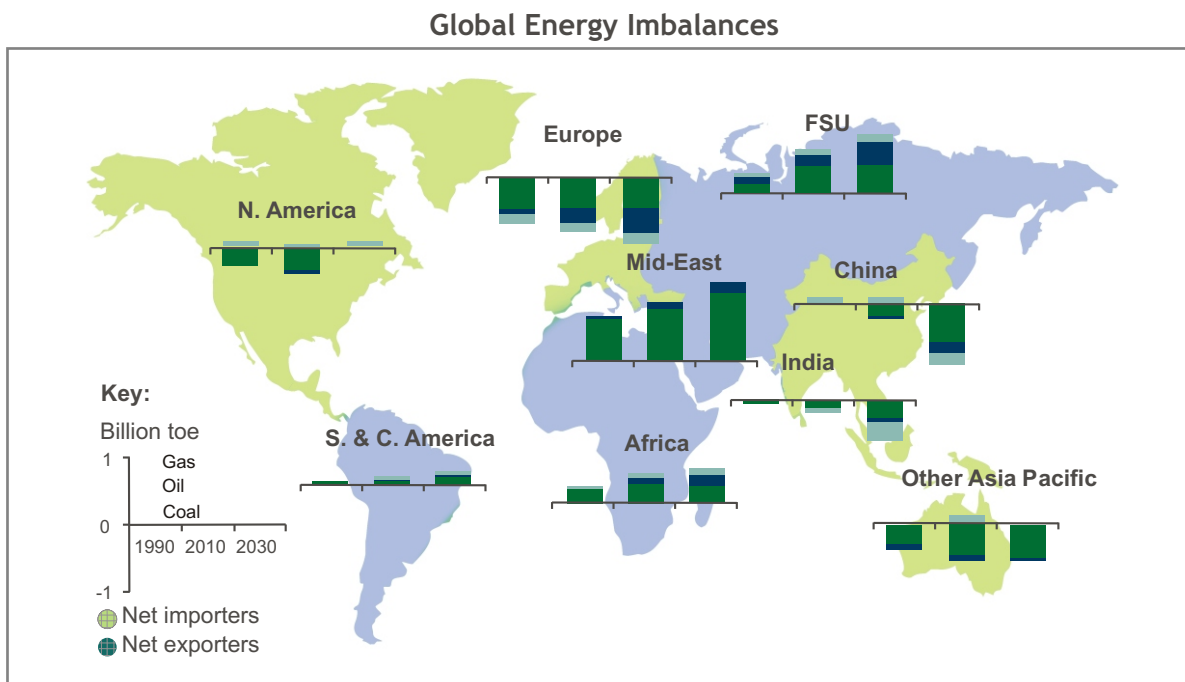 Global Energy Imbalances
Europe
FSU
N. America
Mid-East
China
India
Key:
Billion toe
S. & C. America
Africa
Other Asia Pacific
1
Gas
Oil
Coal
0
1990 2010 2030
-1
Net importers
Net exporters